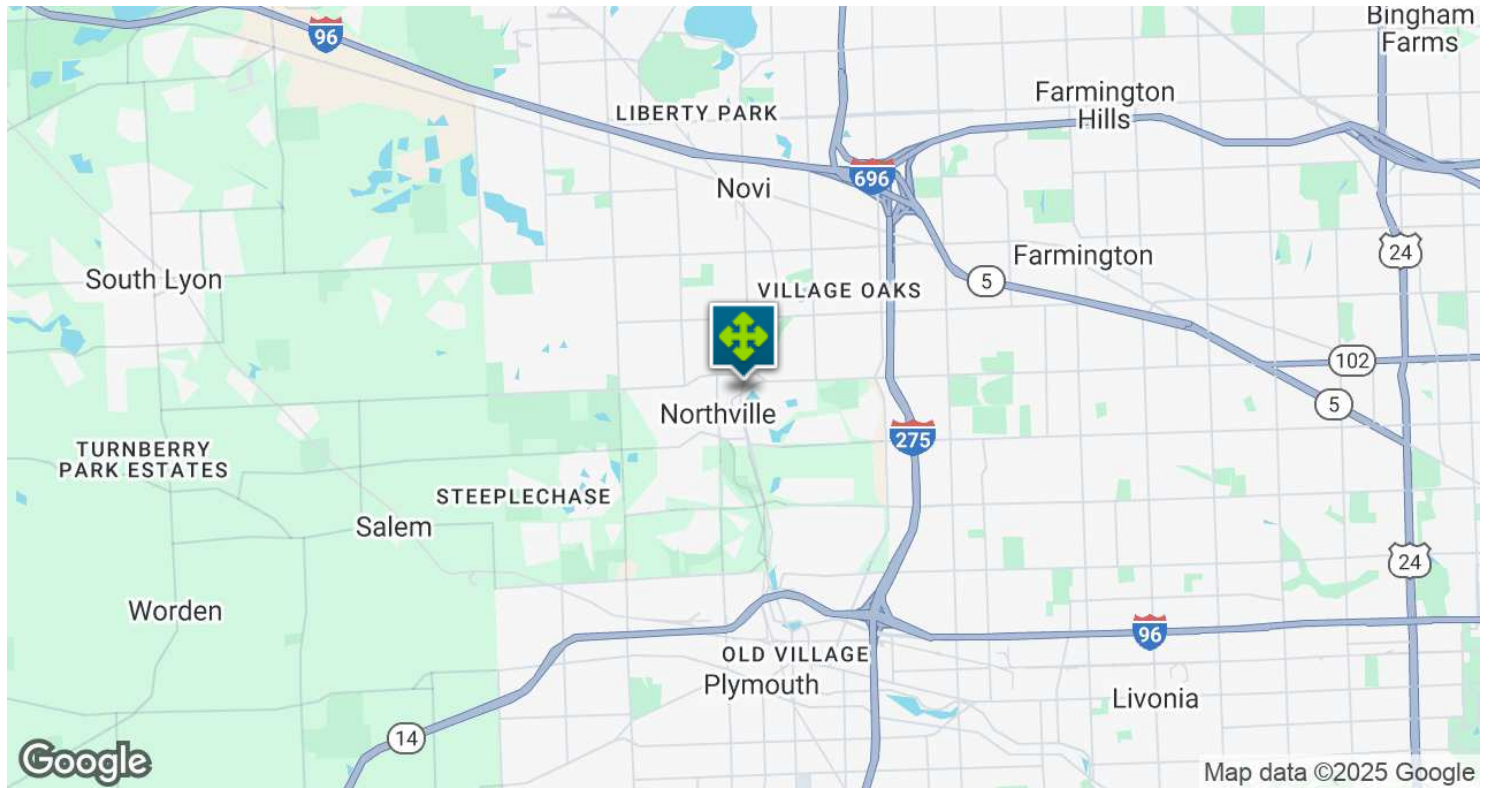 Bingham
Farms
96
LIBERTY PARK
Farmington
Hills
696
Novi
South Lyon
Farmington
24
VILLAGE OAKS
5
102
5
Northville
275
TURNBERRY
PARK ESTATES
STEEPLECHASE
Salem
24
Worden
96
OLD VILLAGE
Plymouth
Livonia
14
Google
Map data ©2025 Google